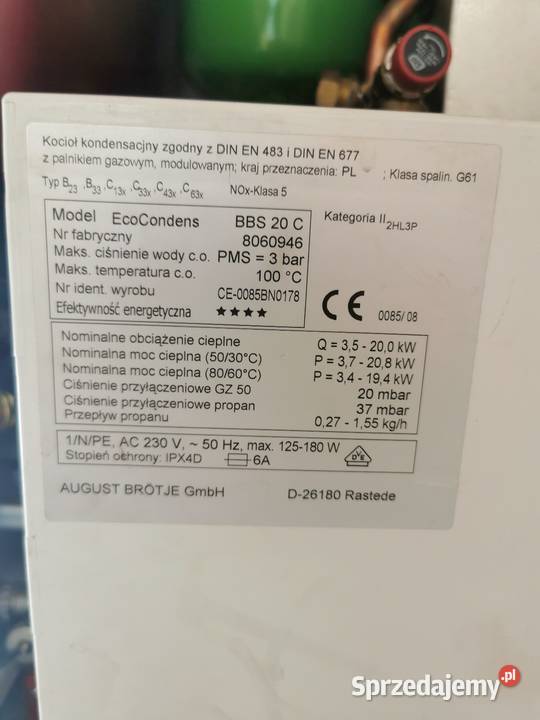 Kocioł kondensacyjny zgodny z DIN EN 483 i DIN EN 677
z palnikiem gazowym, modulowanym; kraj przeznaczenia: PL ; Klasa spalin. G61
Typ B23 ,B33 ,C13x ,C33x ,C43x ,C63x NOx-Klasa 5
Model EcoCondens BBS 20 C Kategoria II2HL3P
Nr fabryczny 8060946
Maks. ciśnienie wody c.o. PMS = 3 bar
Maks. temperatura c.o. 100 °C
Nr ident. wyrobu CE-0085BN0178
Efektywność energetyczna ★★★★
CE 0085/ 08
Nominalne obciążenie cieplne Q = 3,5 - 20,0 kW
Nominalna moc cieplna (50/30°C) P = 3,7 - 20,8 kW
Nominalna moc cieplna (80/60°C) P = 3,4 - 19,4 kW
Ciśnienie przyłączeniowe GZ 50 20 mbar
Ciśnienie przyłączeniowe propan 37 mbar
Przepływ propanu 0,27 - 1,55 kg/h
1/N/PE, AC 230 V, ~ 50 Hz, max. 125-180 W
Stopień ochrony: IPX4D 6A
AUGUST BRÖTJE GmbH D-26180 Rastede
Sprzedajemy.pl